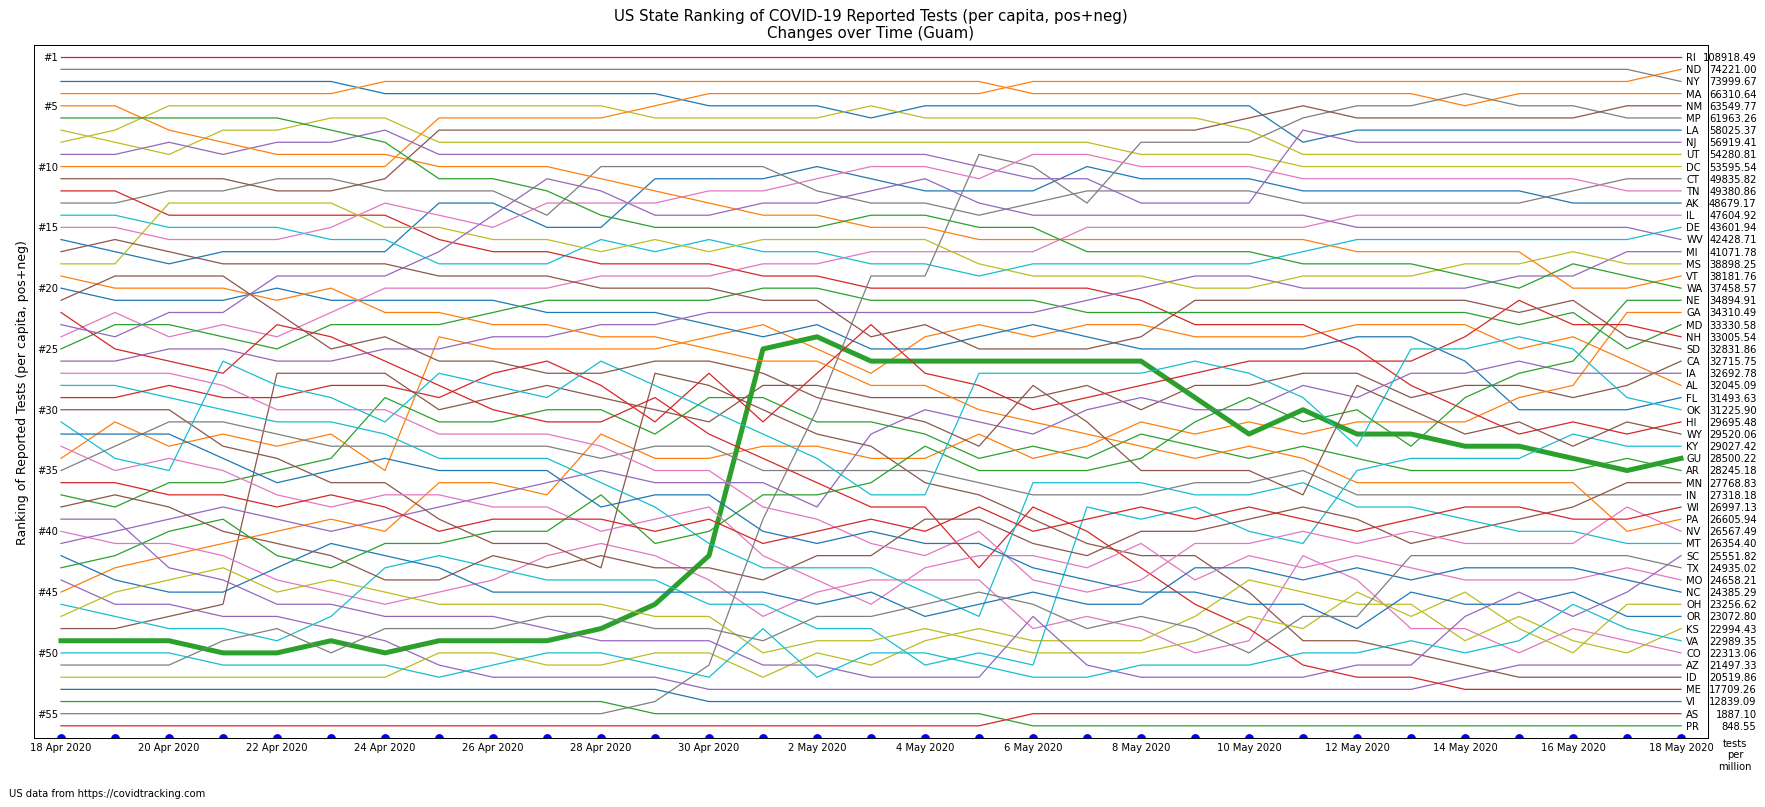 US State Ranking of COVID-19 Reported Tests (per capita, pos+neg)
Changes over Time (Guam)
Ranking of Reported Tests (per capita, pos+neg)
#1
#5
#10
#15
#20
#25
#30
#35
#40
#45
#50
#55
RI 108918.49
ND 74221.00
NY 73999.67
MA 66310.64
NM 63549.77
MP 61963.26
LA 58025.37
NJ 56919.41
UT 54280.81
DC 53595.54
CT 49835.82
TN 49380.86
AK 48679.17
IL 47604.92
DE 43601.94
WV 42428.71
MI 41071.78
MS 38898.25
VT 38181.76
WA 37458.57
NE 34894.91
GA 34310.49
MD 33330.58
NH 33005.54
SD 32831.86
CA 32715.75
IA 32692.78
AL 32045.09
FL 31493.63
OK 31225.90
HI 29695.48
WY 29520.06
KY 29027.42
GU 28500.22
AR 28245.18
MN 27768.83
IN 27318.18
WI 26997.13
PA 26605.94
NV 26567.49
MT 26354.40
SC 25551.82
TX 24935.02
MO 24658.21
NC 24385.29
OH 23256.62
OR 23072.80
KS 22994.43
VA 22989.35
CO 22313.06
AZ 21497.33
ID 20519.86
ME 17709.26
VI 12839.09
AS 1887.10
PR 848.55
18 Apr 2020 20 Apr 2020 22 Apr 2020 24 Apr 2020 26 Apr 2020 28 Apr 2020 30 Apr 2020 2 May 2020 4 May 2020 6 May 2020 8 May 2020 10 May 2020 12 May 2020 14 May 2020 16 May 2020 18 May 2020
tests
per
million
US data from https://covidtracking.com